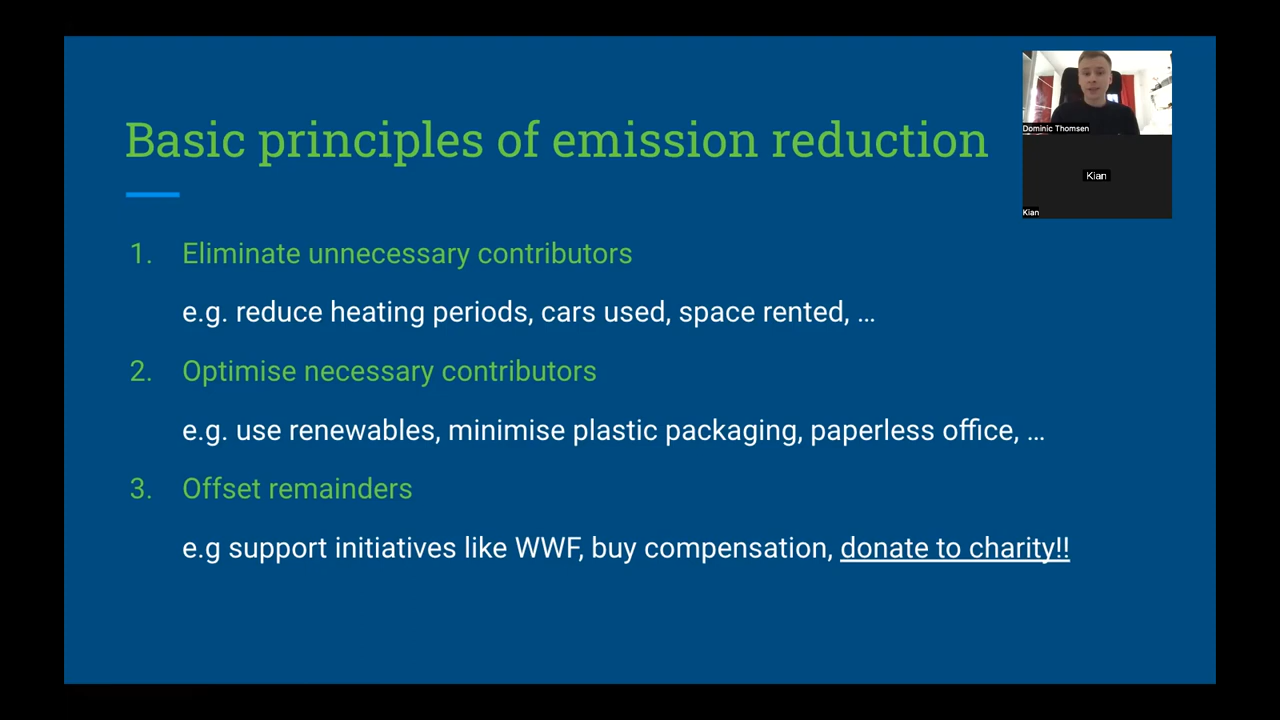 Basic principles of emission reduction
Dominic Thomsen
Kian
Kian
1. Eliminate unnecessary contributors
e.g. reduce heating periods, cars used, space rented, ...
2. Optimise necessary contributors
e.g. use renewables, minimise plastic packaging, paperless office, ...
3. Offset remainders
e.g support initiatives like WWF, buy compensation, donate to charity!!